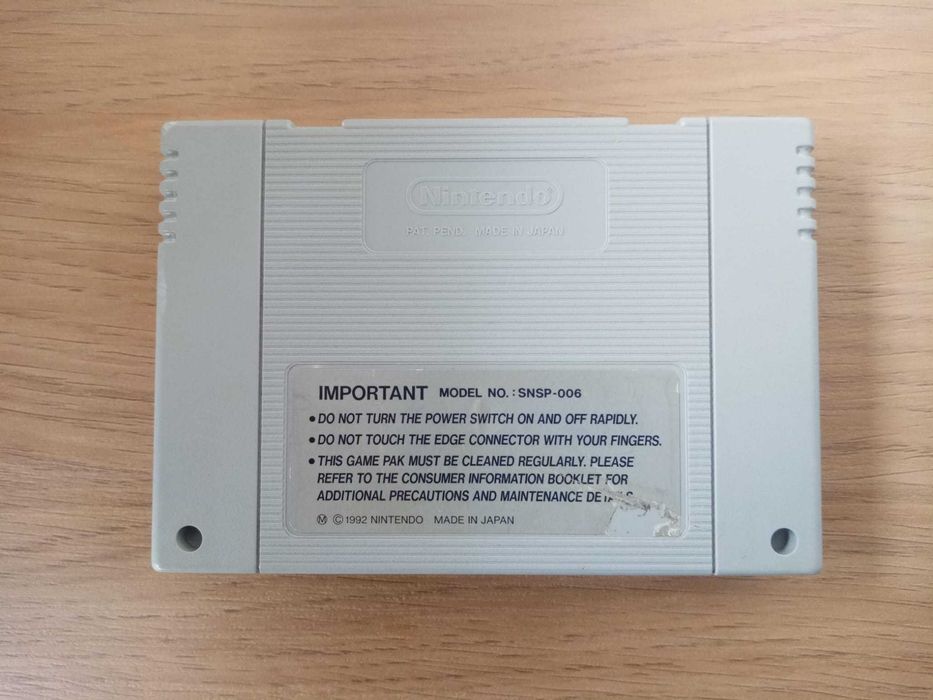 Nintendo®
PAT. PEND. MADE IN JAPAN
IMPORTANT MODEL NO. : SNSP-006
• DO NOT TURN THE POWER SWITCH ON AND OFF RAPIDLY.
• DO NOT TOUCH THE EDGE CONNECTOR WITH YOUR FINGERS.
• THIS GAME PAK MUST BE CLEANED REGULARLY. PLEASE
REFER TO THE CONSUMER INFORMATION BOOKLET FOR
ADDITIONAL PRECAUTIONS AND MAINTENANCE
Ⓜ © 1992 NINTENDO MADE IN JAPAN